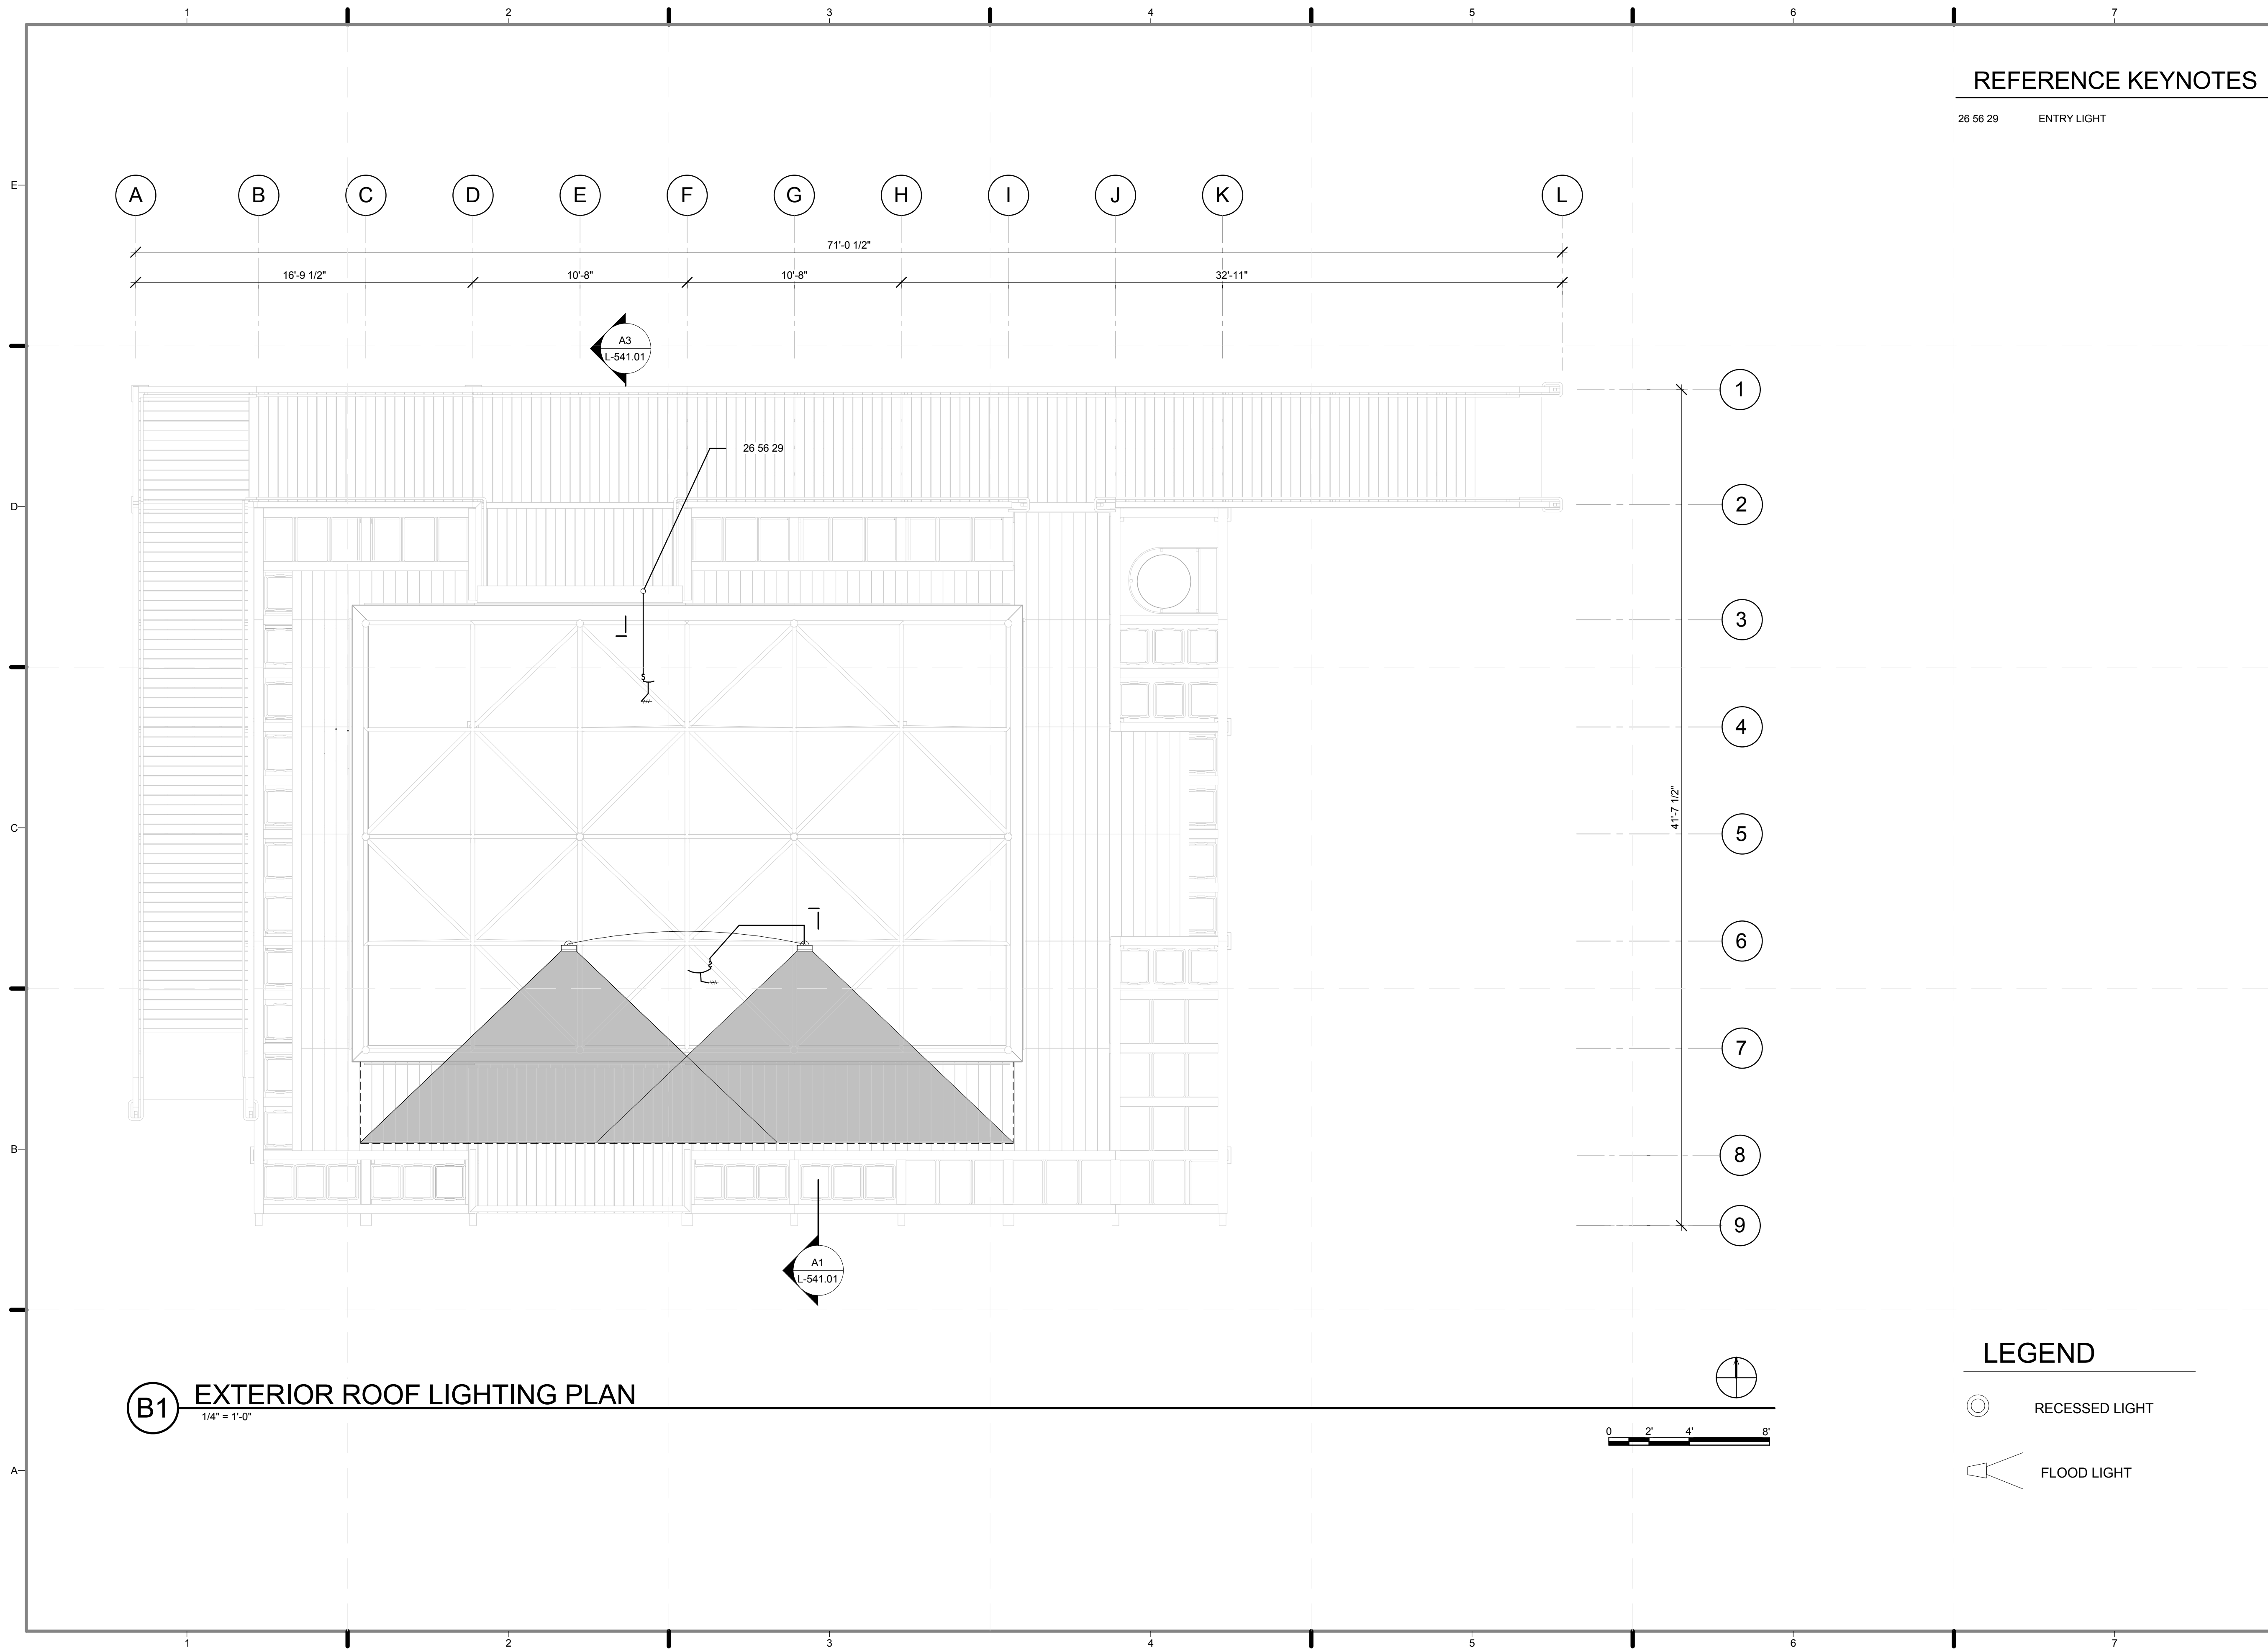 1 2 3 4 5 6 7
REFERENCE KEYNOTES
26 56 29 ENTRY LIGHT
E
A B C D E F G H I J K L
71'-0 1/2"
16'-9 1/2" 10'-8" 10'-8" 32'-11"
A3
L-541.01
1
26 56 29
D
2
3
4
41'-7 1/2"
C
5
6
7
B
8
9
A1
L-541.01
LEGEND
B1
EXTERIOR ROOF LIGHTING PLAN
1/4" = 1'-0"
RECESSED LIGHT
0 2' 4' 8'
A
FLOOD LIGHT
1 2 3 4 5 6 7